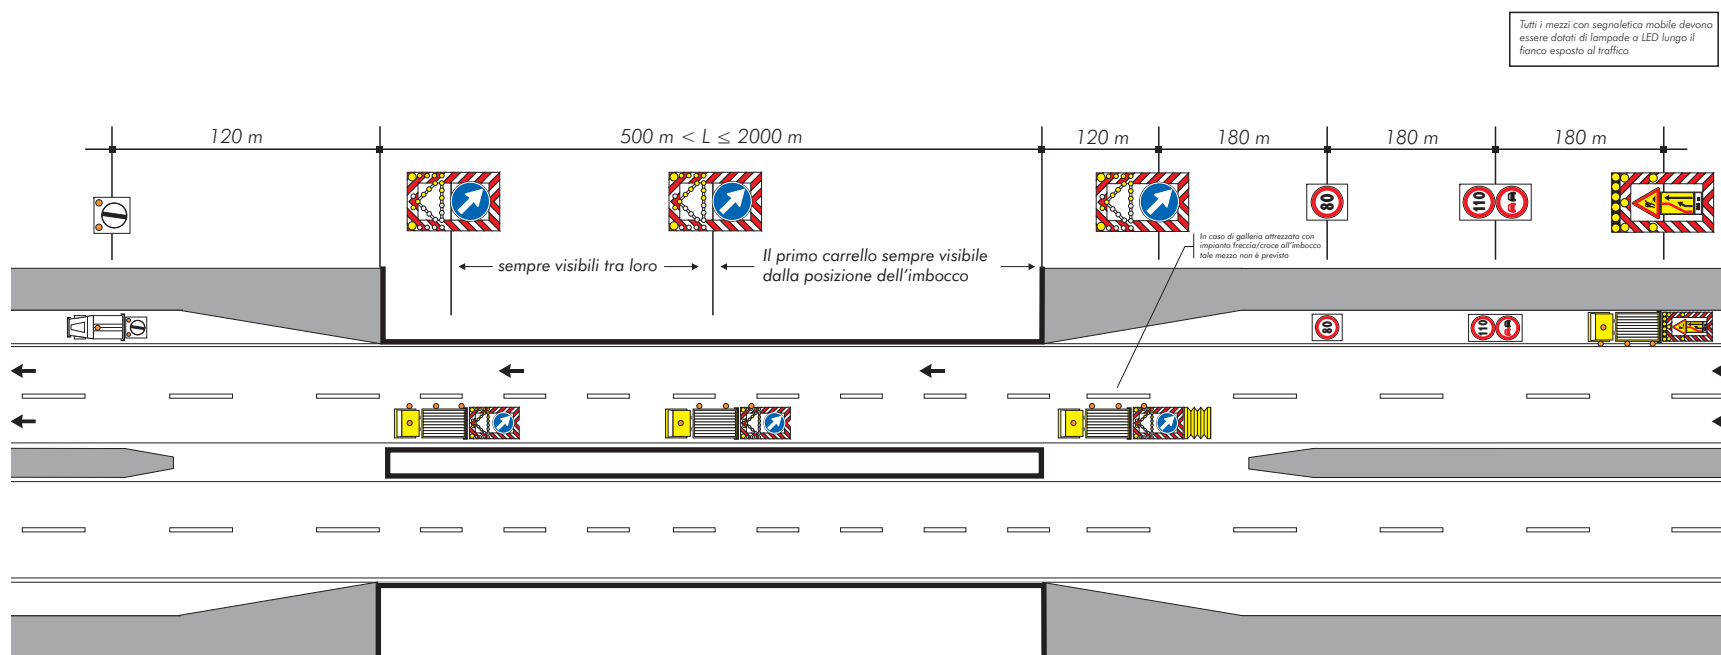 Tutti i mezzi con segnaletica mobile devono
essere dotati di lampade a LED lungo il
fianco esposto al traffico
120 m
500 m < L ≤ 2000 m
120 m
180 m
180 m
180 m
80
110
sempre visibili tra loro
Il primo carrello sempre visibile
dalla posizione dell'imbocco
In caso di galleria attrezzata con
impianto freccia/croce all'imbocco
tale mezzo non è previsto
80
110